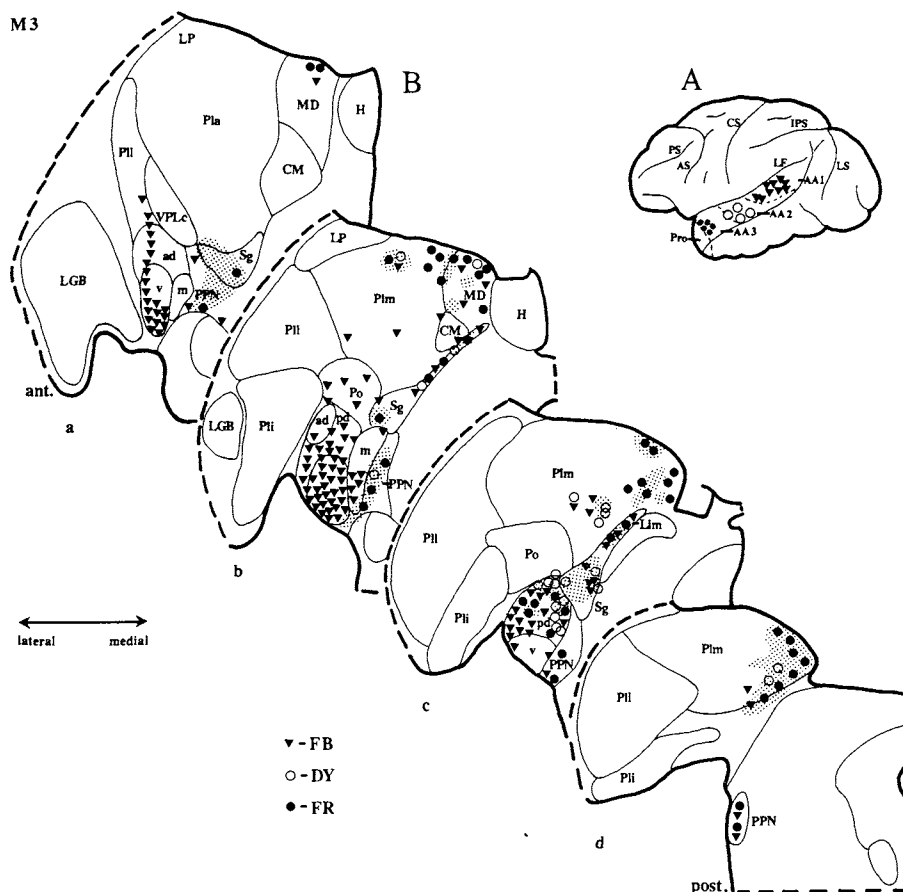 M3
B
A
LP
Pla
MD
H
Pll
CM
VPLc
LGB
ad
Sg
v
m
PPN
ant.
a
CS
IPS
PS
AS
LF
LS
AA1
AA2
AA3
Pro
LP
Plm
MD
H
Pll
CM
Po
Sg
LGB
Pli
ad
pd
m
PPN
b
Plm
Pll
Lim
Po
Sg
Pli
pd
v
PPN
c
lateral medial
Plm
Pll
Pli
PPN
d
post.
▼ - FB
○ - DY
● - FR